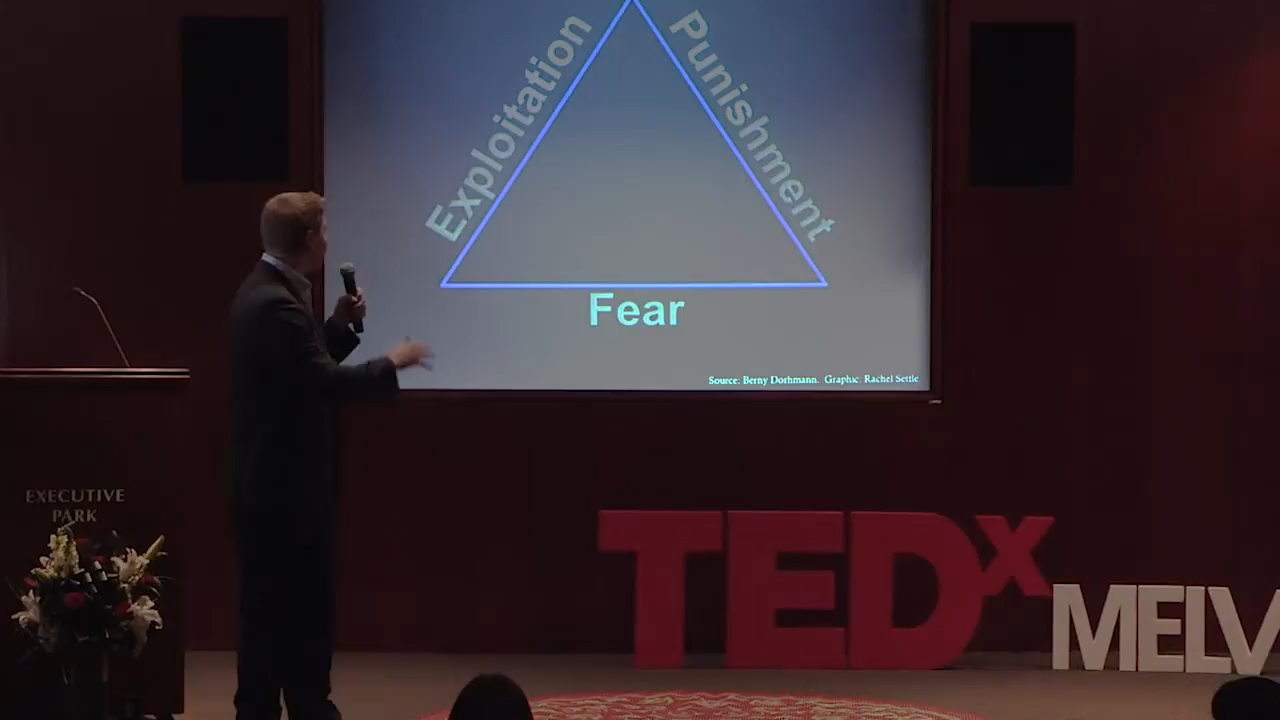 Exploitation
Punishment
Fear
Source: Berny Dorhmann. Graphic: Rachel Settle
EXECUTIVE
PARK
TEDx
MELV